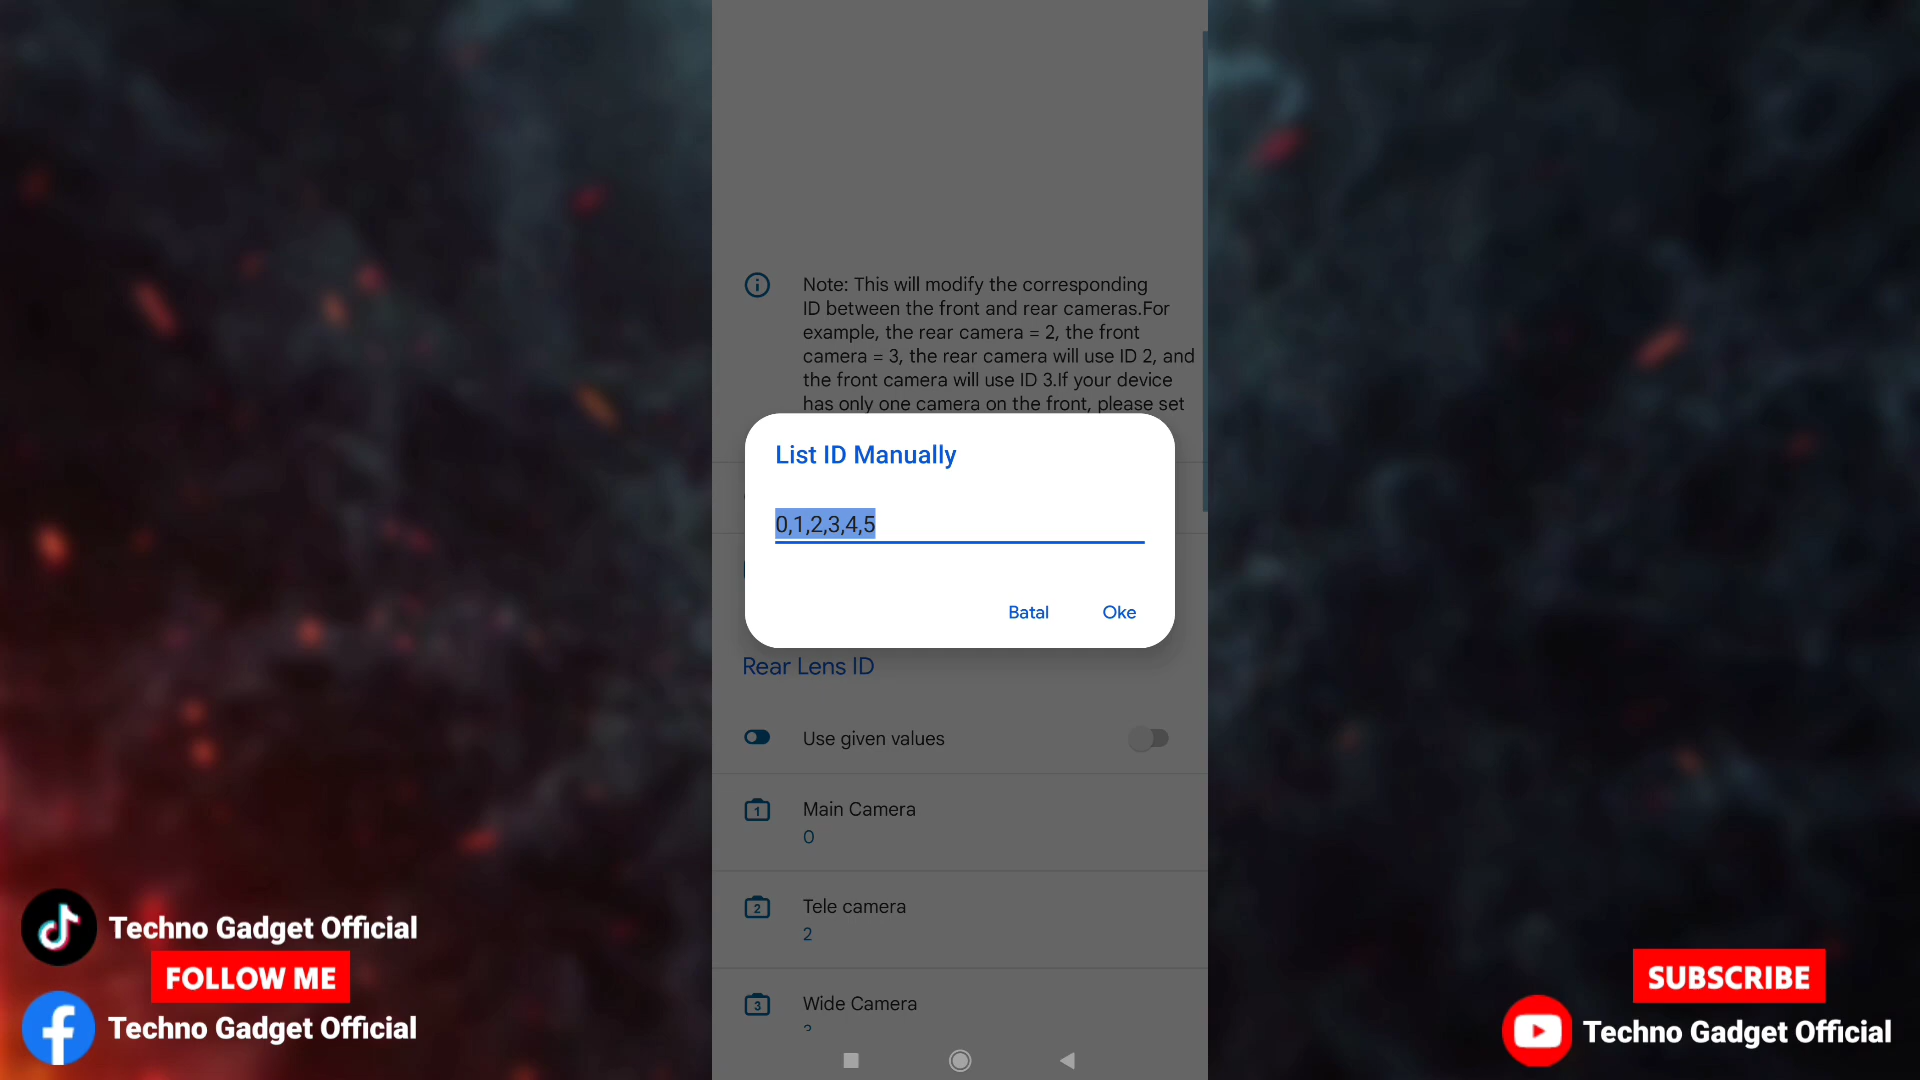 Note: This will modify the corresponding
ID between the front and rear cameras.For
example, the rear camera = 2, the front
camera = 3, the rear camera will use ID 2, and
the front camera will use ID 3.If your device
has only one camera on the front, please set
List ID Manually
0,1,2,3,4,5
Batal
Oke
Rear Lens ID
Use given values
1
Main Camera
0
2
Tele camera
2
3
Wide Camera
Techno Gadget Official
FOLLOW ME
Techno Gadget Official
SUBSCRIBE
Techno Gadget Official